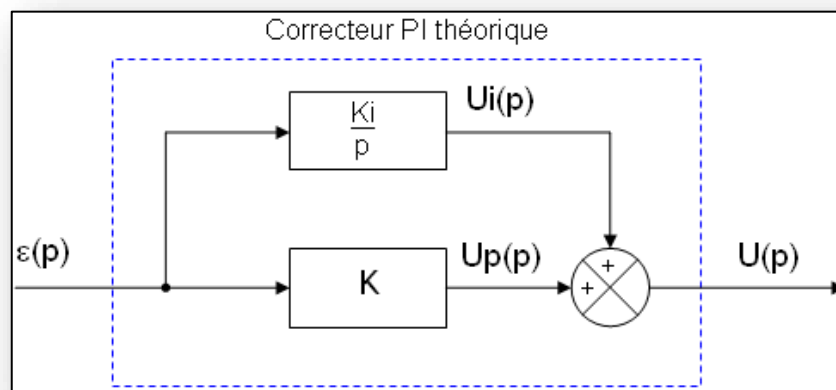 Correcteur PI théorique
Ki
p
Ui(p)
+
ε(p)
K
Up(p)
+
U(p)